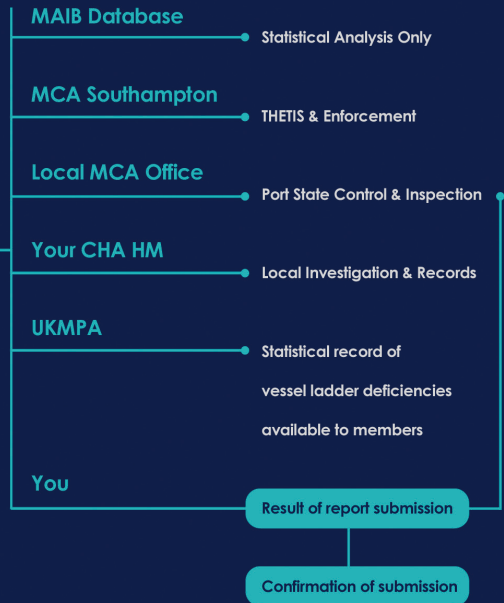 MAIB Database
Statistical Analysis Only
MCA Southampton
THETIS & Enforcement
Local MCA Office
Port State Control & Inspection
Your CHA HM
Local Investigation & Records
UKMPA
Statistical record of
vessel ladder deficiencies
available to members
You
Result of report submission
Confirmation of submission